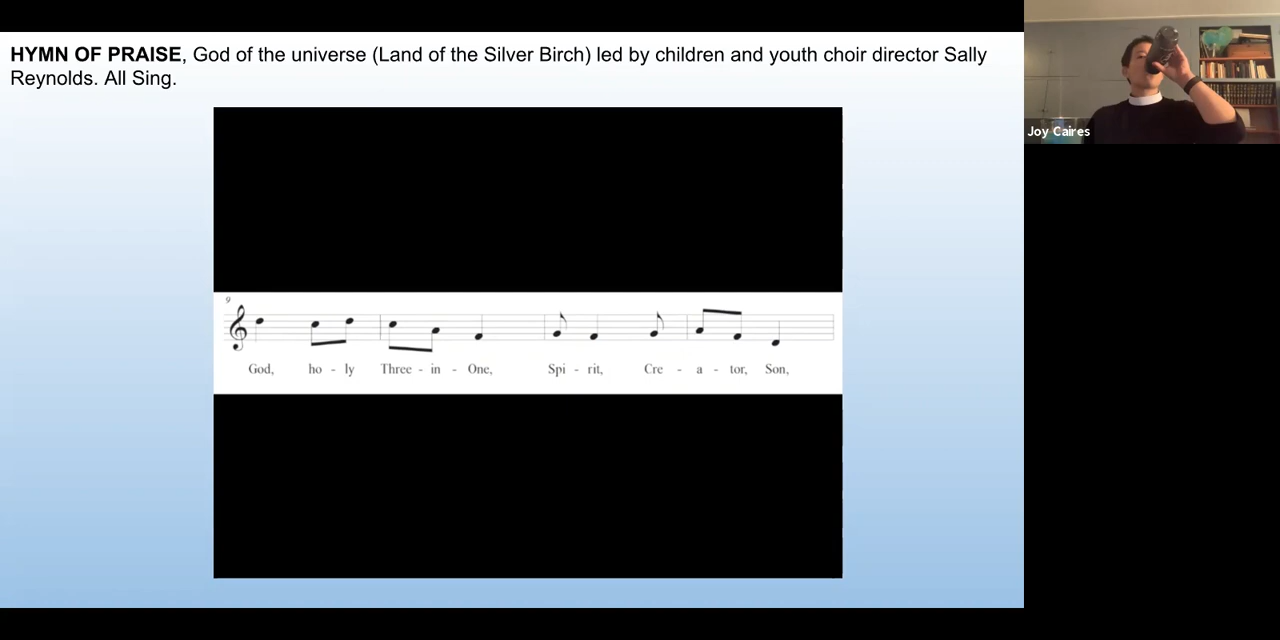 HYMN OF PRAISE, God of the universe (Land of the Silver Birch) led by children and youth choir director Sally
Reynolds. All Sing.
Joy Caires
9
God, ho - ly Three - in - One, Spi - rit, Cre - a - tor, Son,